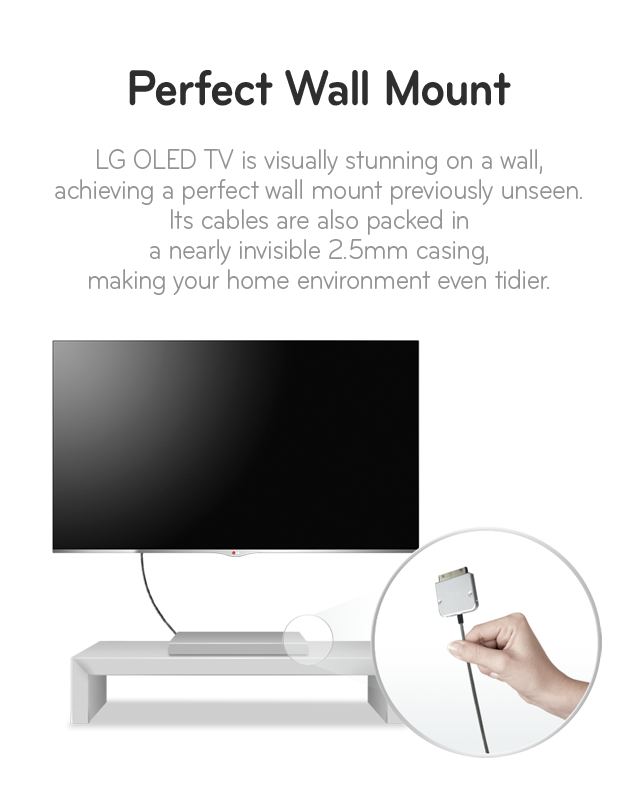 Perfect Wall Mount
LG OLED TV is visually stunning on a wall,
achieving a perfect wall mount previously unseen.
Its cables are also packed in
a nearly invisible 2.5mm casing,
making your home environment even tidier.